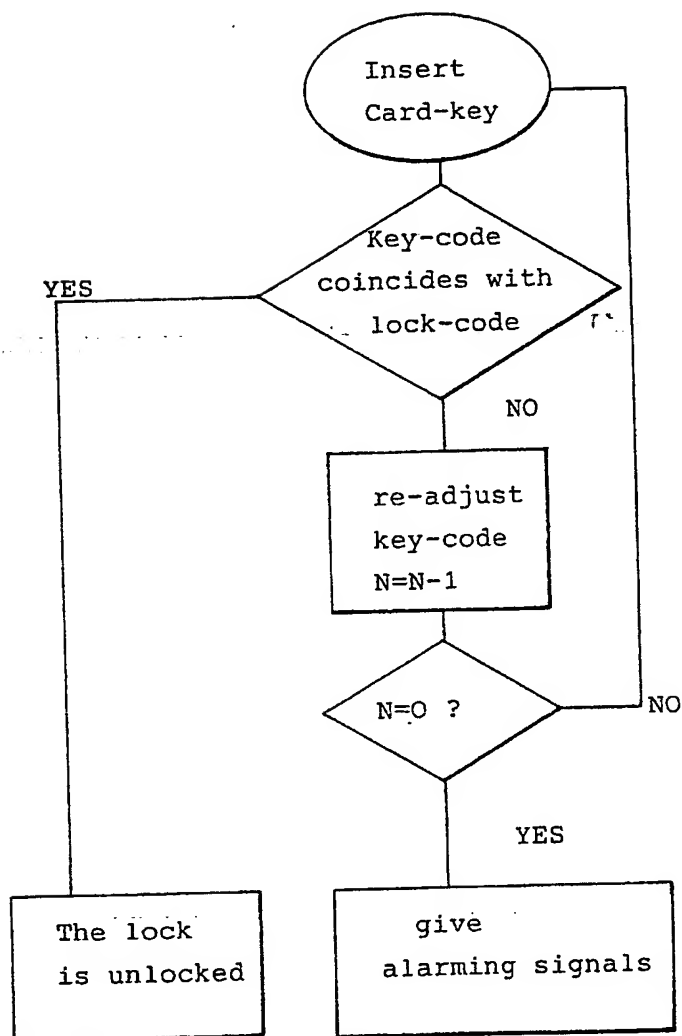 Insert
Card-key
Key-code
coincides with
lock-code
YES
NO
re-adjust
key-code
N=N-1
N=O ?
NO
YES
The lock
is unlocked
give
alarming signals